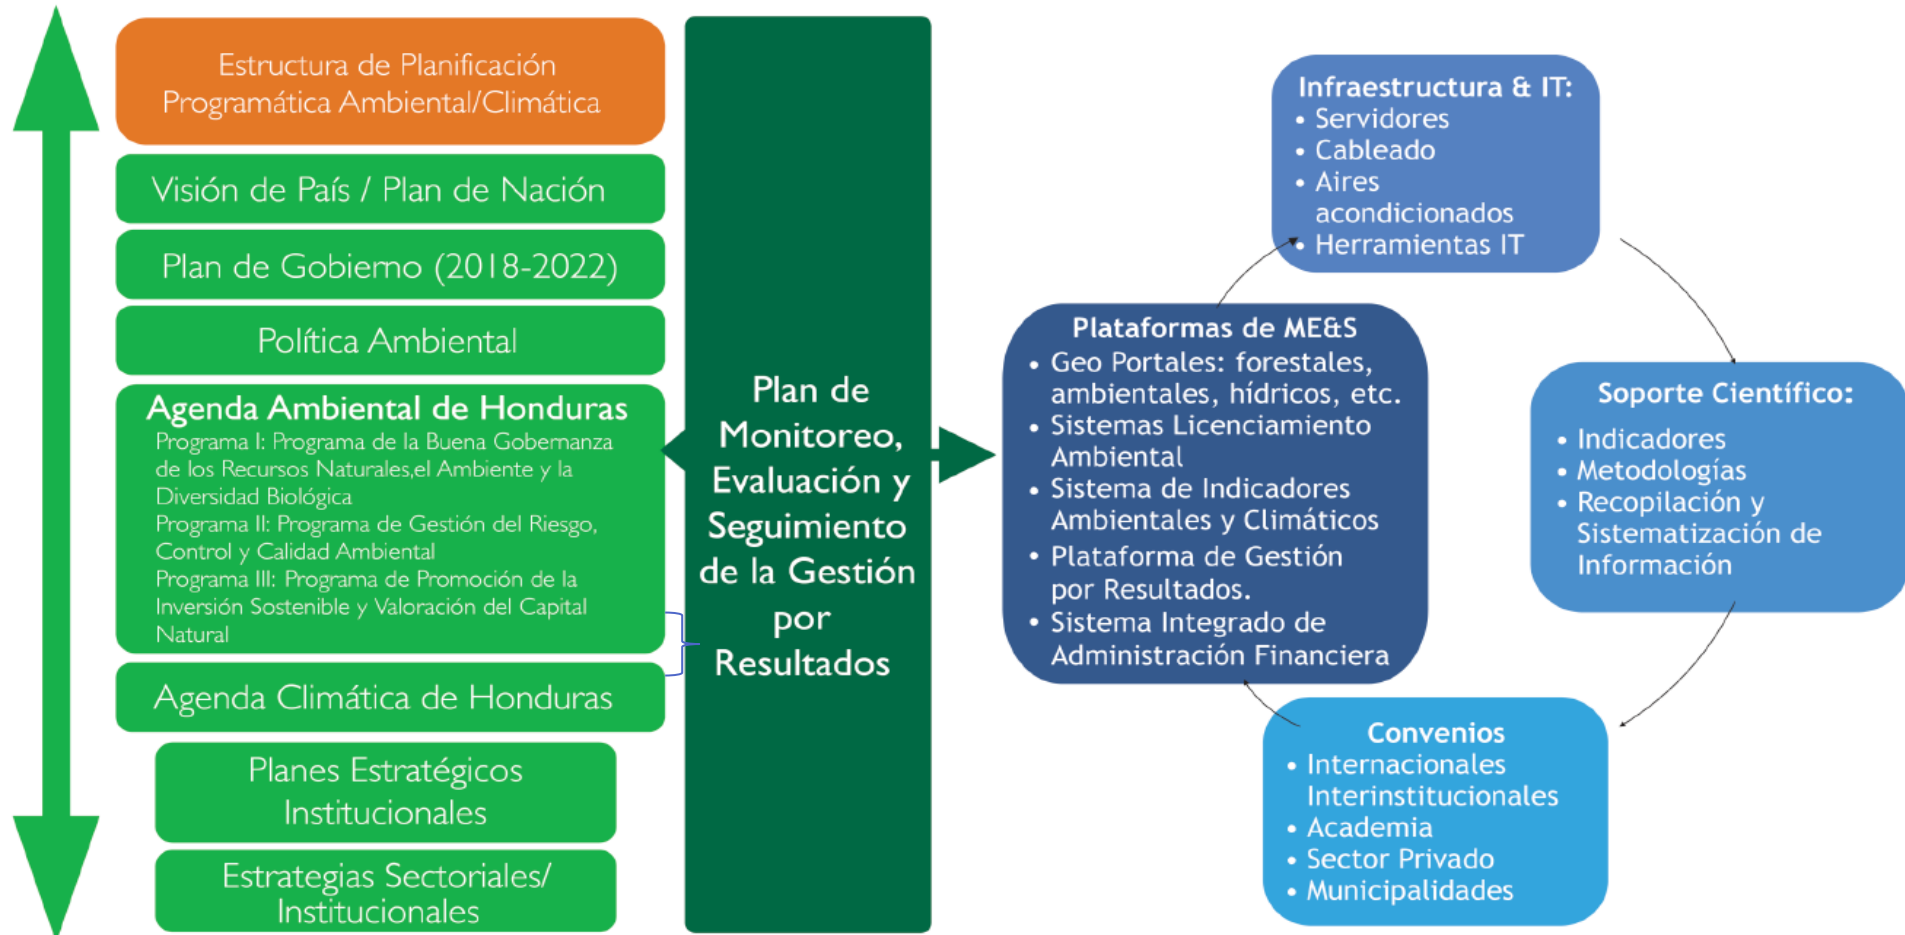 Estructura de Planificación
Programática Ambiental/Climática
Visión de País / Plan de Nación
Plan de Gobierno (2018-2022)
Política Ambiental
Agenda Ambiental de Honduras
Programa I: Programa de la Buena Gobernanza
de los Recursos Naturales,el Ambiente y la
Diversidad Biológica
Programa II: Programa de Gestión del Riesgo,
Control y Calidad Ambiental
Programa III: Programa de Promoción de la
Inversión Sostenible y Valoración del Capital
Natural
Agenda Climática de Honduras
Planes Estratégicos
Institucionales
Estrategias Sectoriales/
Institucionales
Plan de
Monitoreo,
Evaluación y
Seguimiento
de la Gestión
por
Resultados
Plataformas de ME&S
• Geo Portales: forestales,
ambientales, hídricos, etc.
• Sistemas Licenciamiento
Ambiental
• Sistema de Indicadores
Ambientales y Climáticos
• Plataforma de Gestión
por Resultados.
• Sistema Integrado de
Administración Financiera
Infraestructura & IT:
• Servidores
• Cableado
• Aires
acondicionados
• Herramientas IT
Soporte Científico:
• Indicadores
• Metodologías
• Recopilación y
Sistematización de
Información
Convenios
• Internacionales
Interinstitucionales
• Academia
• Sector Privado
• Municipalidades